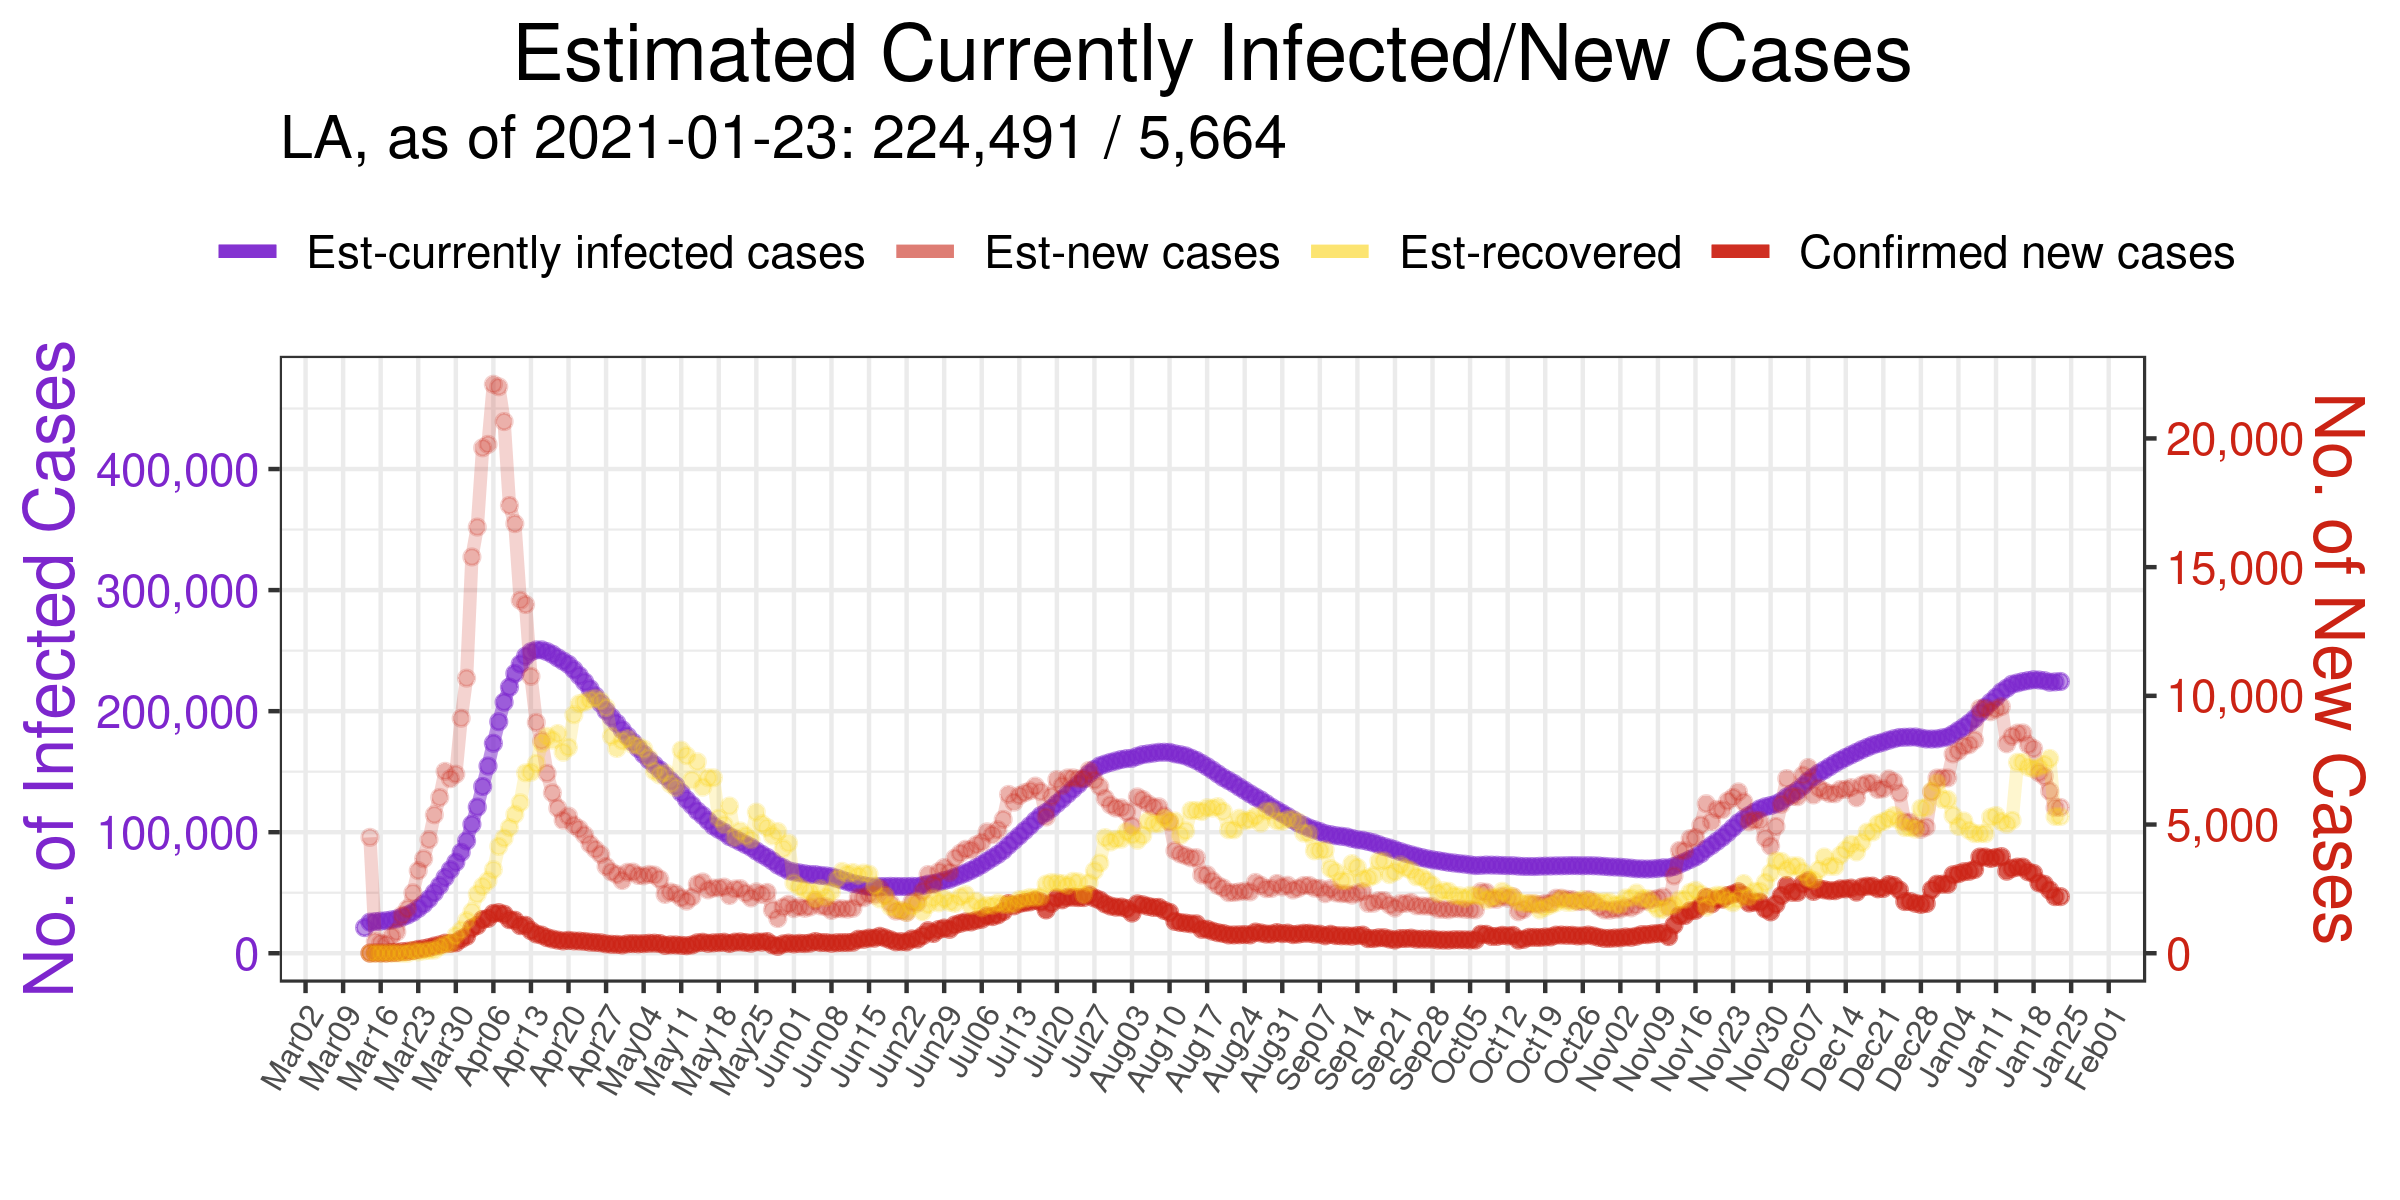 Estimated Currently Infected/New Cases
LA, as of 2021-01-23: 224,491 / 5,664
Est-currently infected cases Est-new cases Est-recovered Confirmed new cases
No. of Infected Cases
400,000
300,000
200,000
100,000
0
20,000
15,000
10,000
5,000
0
No. of New Cases
Mar02 Mar09 Mar16 Mar23 Mar30 Apr06 Apr13 Apr20 Apr27 May04 May11 May18 May25 Jun01 Jun08 Jun15 Jun22 Jun29 Jul06 Jul13 Jul20 Jul27 Aug03 Aug10 Aug17 Aug24 Aug31 Sep07 Sep14 Sep21 Sep28 Oct05 Oct12 Oct19 Oct26 Nov02 Nov09 Nov16 Nov23 Nov30 Dec07 Dec14 Dec21 Dec28 Jan04 Jan11 Jan18 Jan25 Feb01